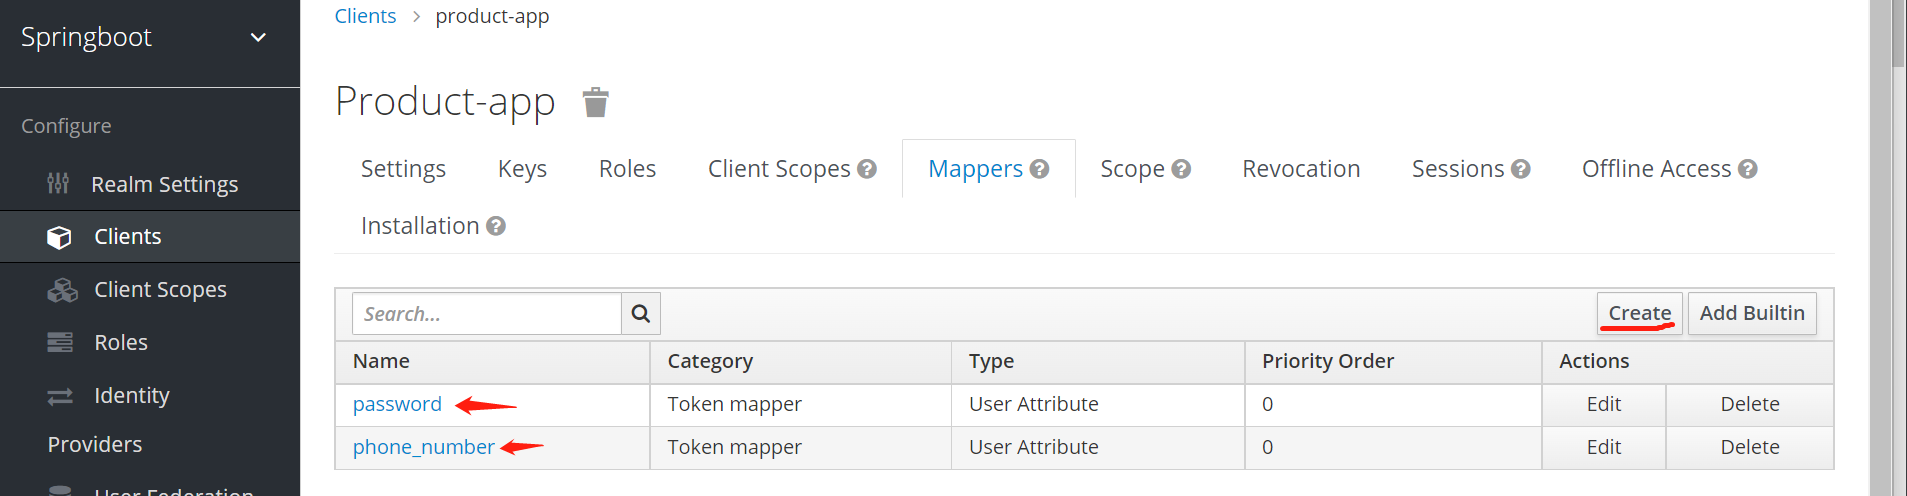 Springboot
Configure
Realm Settings
Clients
Client Scopes
Roles
Identity
Providers
User Federation
Clients > product-app
Product-app
Settings Keys Roles Client Scopes ? Mappers ? Scope ? Revocation Sessions ? Offline Access ?
Installation ?
Search... Create Add Builtin
Name Category Type Priority Order Actions
password Token mapper User Attribute 0 Edit Delete
phone_number Token mapper User Attribute 0 Edit Delete